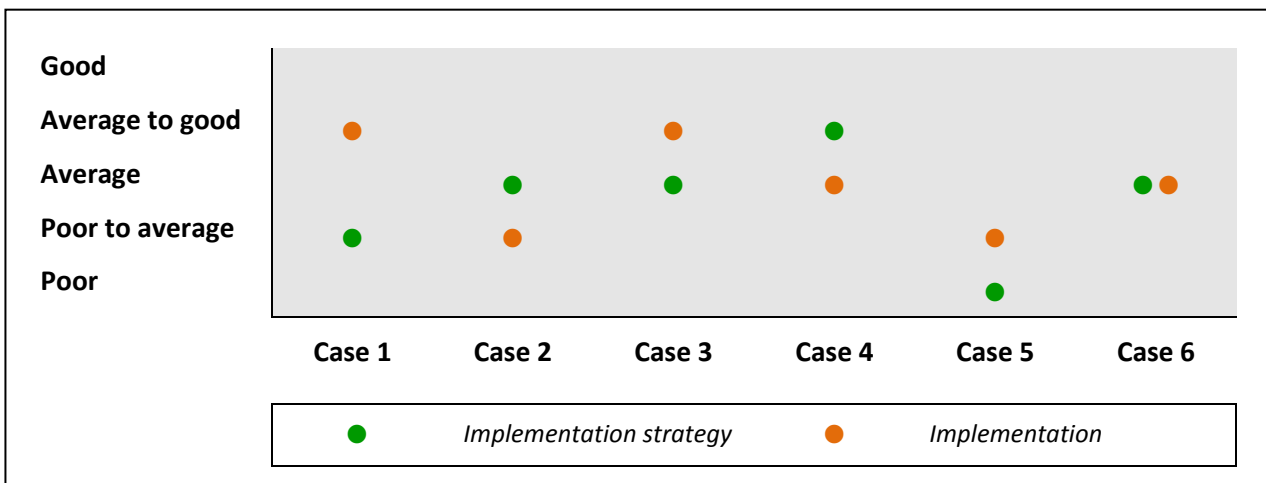 Good
Average to good
Average
Poor to average
Poor
Case 1 Case 2 Case 3 Case 4 Case 5 Case 6
Implementation strategy Implementation